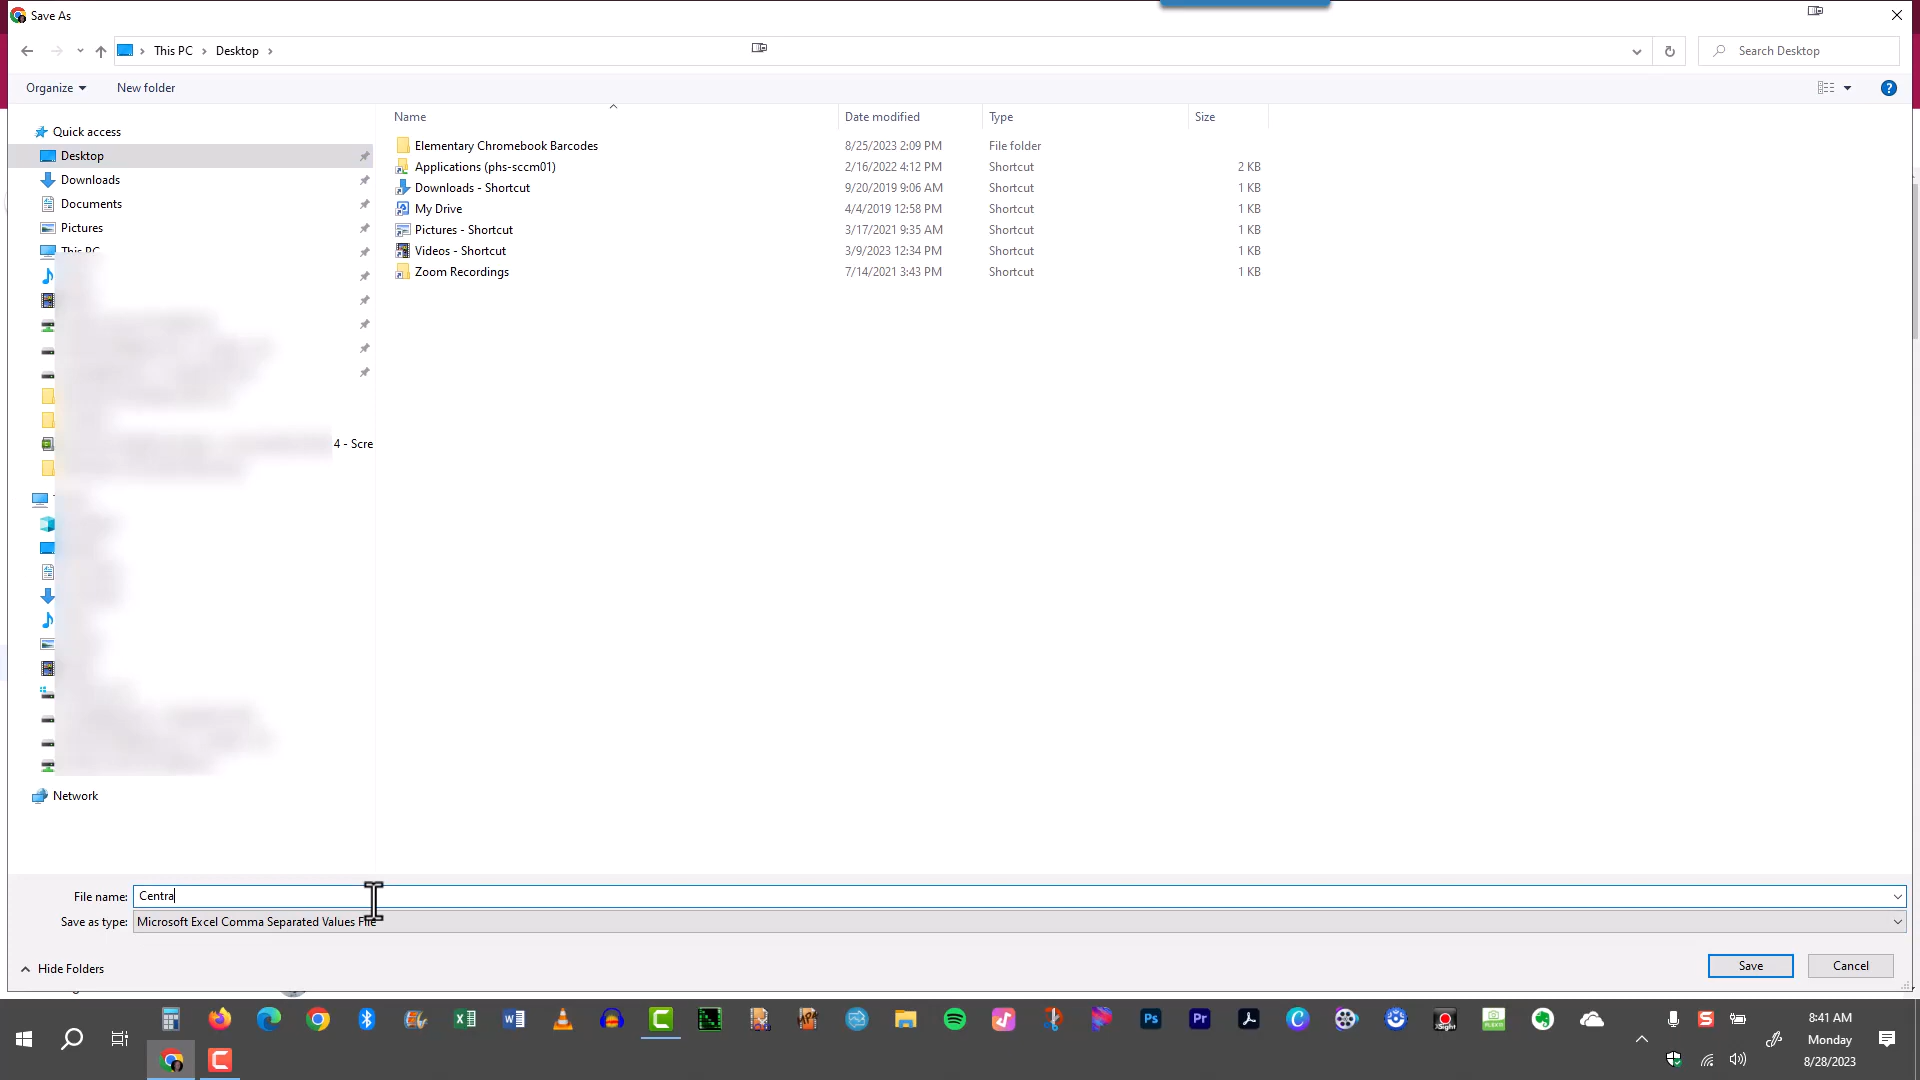 Save As
This PC > Desktop >
Search Desktop
Organize
New folder
Name
Date modified
Type
Size
Quick access
Desktop
Downloads
Documents
Pictures
This PC
4 - Scre
Network
Elementary Chromebook Barcodes 8/25/2023 2:09 PM File folder
Applications (phs-sccm01) 2/16/2022 4:12 PM Shortcut 2 KB
Downloads - Shortcut 9/20/2019 9:06 AM Shortcut 1 KB
My Drive 4/4/2019 12:58 PM Shortcut 1 KB
Pictures - Shortcut 3/17/2021 9:35 AM Shortcut 1 KB
Videos - Shortcut 3/9/2023 12:34 PM Shortcut 1 KB
Zoom Recordings 7/14/2021 3:43 PM Shortcut 1 KB
File name: Centra
Save as type: Microsoft Excel Comma Separated Values File
Hide Folders
Save
Cancel
8:41 AM
Monday
8/28/2023